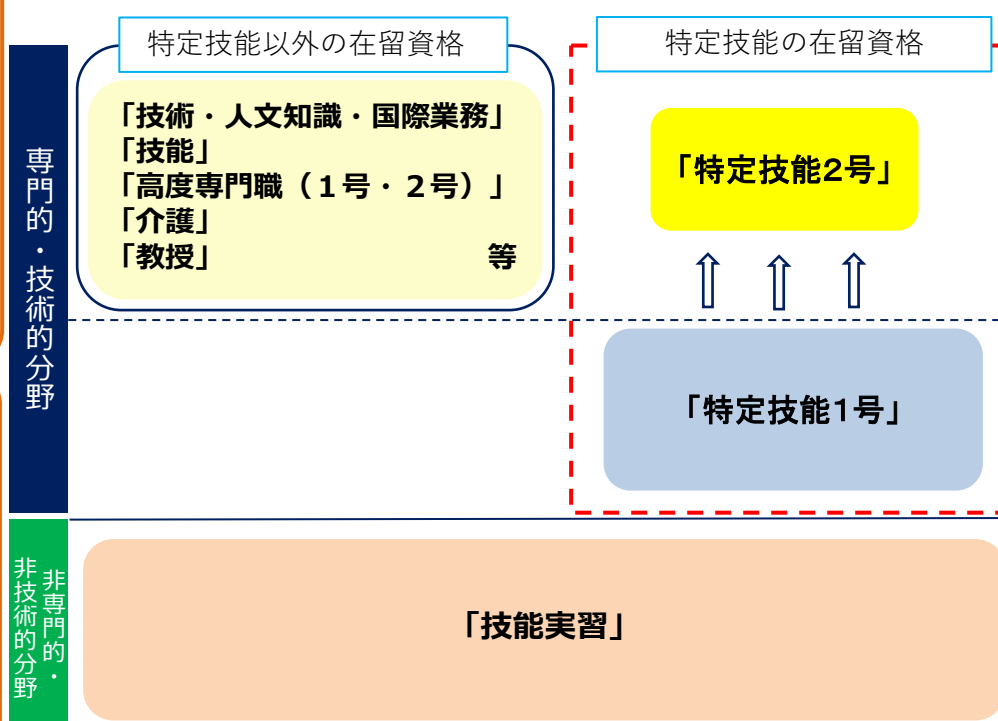 特定技能以外の在留資格
特定技能の在留資格
専門的・技術的分野
「技術・人文知識・国際業務」
「技能」
「高度専門職（１号・２号）」
「介護」
「教授」 等
「特定技能2号」
「特定技能1号」
非専門的・
非技術的分野
「技能実習」